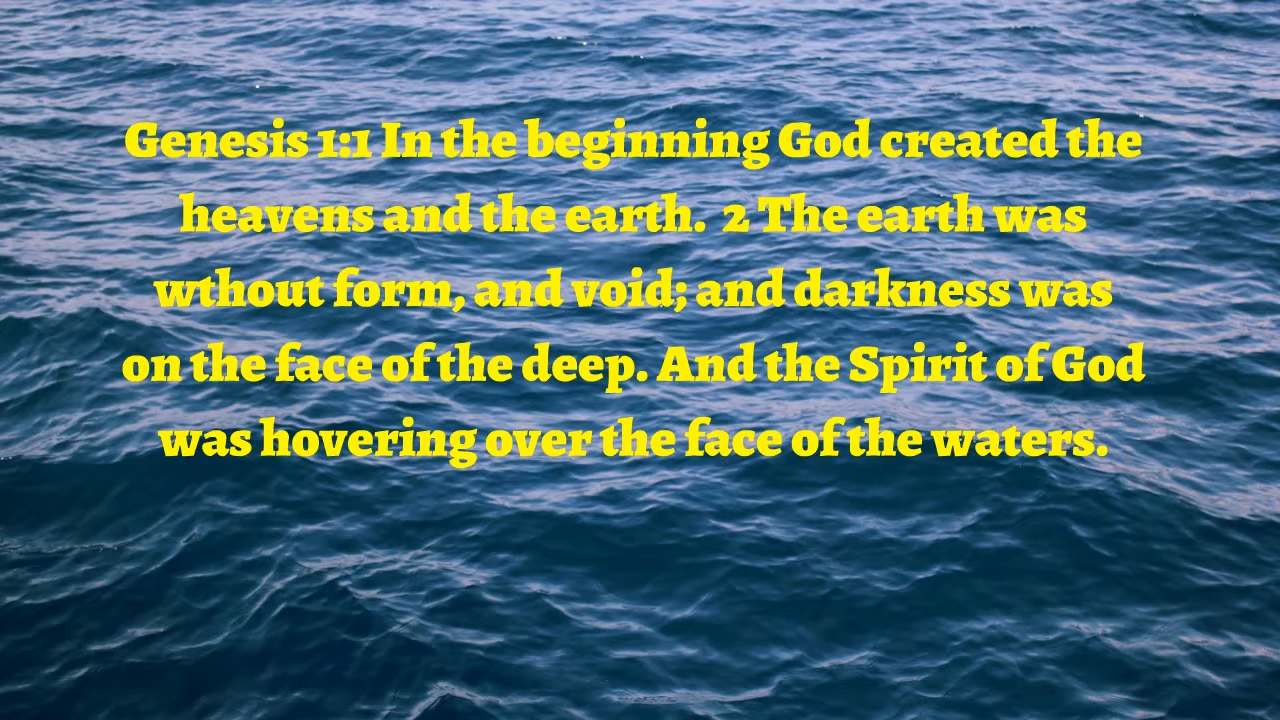 Genesis 1:1 In the beginning God created the
heavens and the earth. 2 The earth was
wthout form, and void; and darkness was
on the face of the deep. And the Spirit of God
was hovering over the face of the waters.